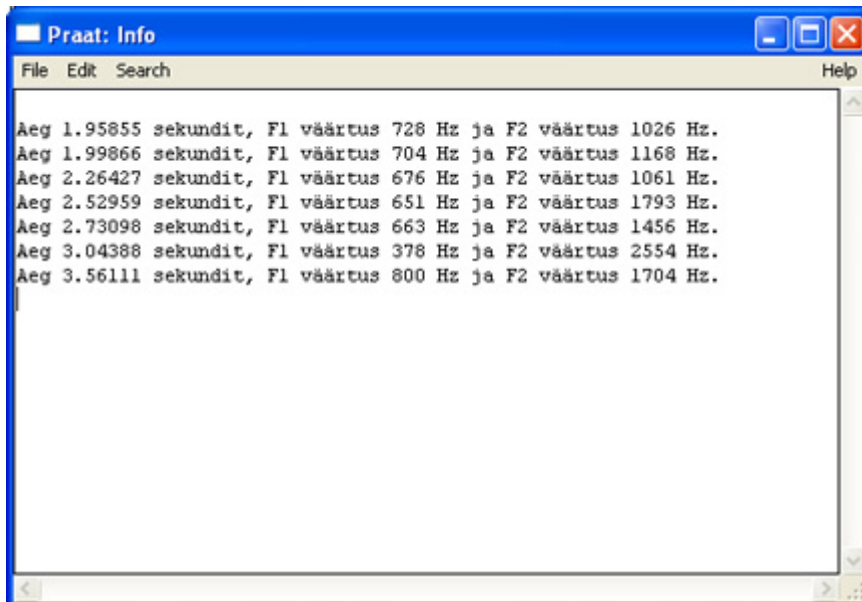 Praat: Info
File Edit Search Help
Aeg 1.95855 sekundit, F1 väärtus 728 Hz ja F2 väärtus 1026 Hz.
Aeg 1.99866 sekundit, F1 väärtus 704 Hz ja F2 väärtus 1168 Hz.
Aeg 2.26427 sekundit, F1 väärtus 676 Hz ja F2 väärtus 1061 Hz.
Aeg 2.52959 sekundit, F1 väärtus 651 Hz ja F2 väärtus 1793 Hz.
Aeg 2.73098 sekundit, F1 väärtus 663 Hz ja F2 väärtus 1456 Hz.
Aeg 3.04388 sekundit, F1 väärtus 378 Hz ja F2 väärtus 2554 Hz.
Aeg 3.56111 sekundit, F1 väärtus 800 Hz ja F2 väärtus 1704 Hz.